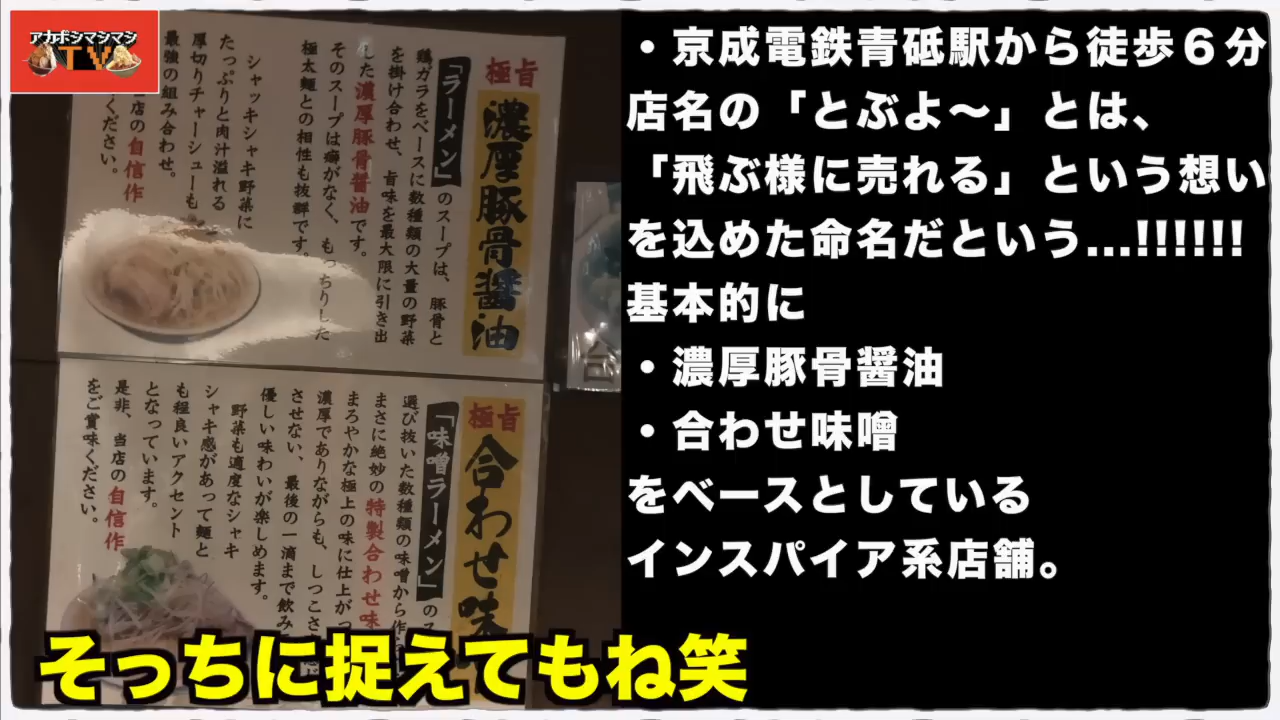 アカボシマシマシ
TV
極旨
濃厚豚骨醤油
「ラーメン」のスープは、豚骨と
鶏ガラをベースに数種類の大量の野菜
を掛け合わせ、旨味を最大限に引き出
した濃厚豚骨醤油です。
そのスープは癖がなく、もっちりした
極太麺との相性も抜群です。
シャッキシャキ野菜に
たっぷりと肉汁溢れる
厚切りチャーシューも
最強の組み合わせ。
当店の自信作
ください。
極旨
合わせ味
「味噌ラーメン」のス
選び抜いた数種類の味噌から作
まさに絶妙の特製合わせ味
まろやかな極上の味に仕上がっ
濃厚でありながらも、しつこさ
させない、最後の一滴まで飲み
優しい味わいが楽しめます。
野菜も適度なシャキ
シャキ感があって麺と
も程良いアクセント
となっています。
是非、当店の自信作
をご賞味ください。
・京成電鉄青砥駅から徒歩６分
店名の「とぶよ〜」とは、
「飛ぶ様に売れる」という想い
を込めた命名だという…!!!!!!
基本的に
・濃厚豚骨醤油
・合わせ味噌
をベースとしている
インスパイア系店舗。
そっちに捉えてもね笑